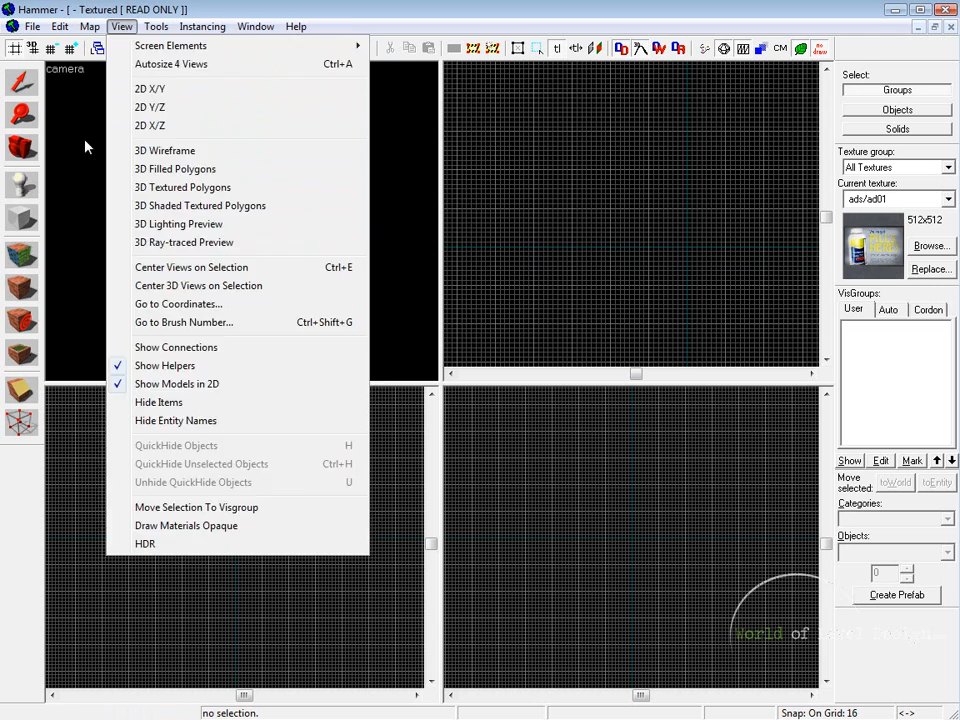 Hammer - [ - Textured [ READ ONLY ]]
File Edit Map View Tools Instancing Window Help
tl
CM
no draw
camera
Screen Elements
Autosize 4 Views Ctrl+A
2D X/Y
2D Y/Z
2D X/Z
3D Wireframe
3D Filled Polygons
3D Textured Polygons
3D Shaded Textured Polygons
3D Lighting Preview
3D Ray-traced Preview
Center Views on Selection Ctrl+E
Center 3D Views on Selection
Go to Coordinates...
Go to Brush Number... Ctrl+Shift+G
Show Connections
Show Helpers
Show Models in 2D
Hide Items
Hide Entity Names
QuickHide Objects H
QuickHide Unselected Objects Ctrl+H
Unhide QuickHide Objects U
Move Selection To Visgroup
Draw Materials Opaque
HDR
Select:
Groups
Objects
Solids
Texture group:
All Textures
Current texture:
ads/ad01
512x512
Browse...
Replace...
VisGroups:
User Auto Cordon
Show Edit Mark
Move selected: toWorld toEntity
Categories:
Objects:
0
Create Prefab
World of Level Design
no selection. Snap: On Grid: 16 <->